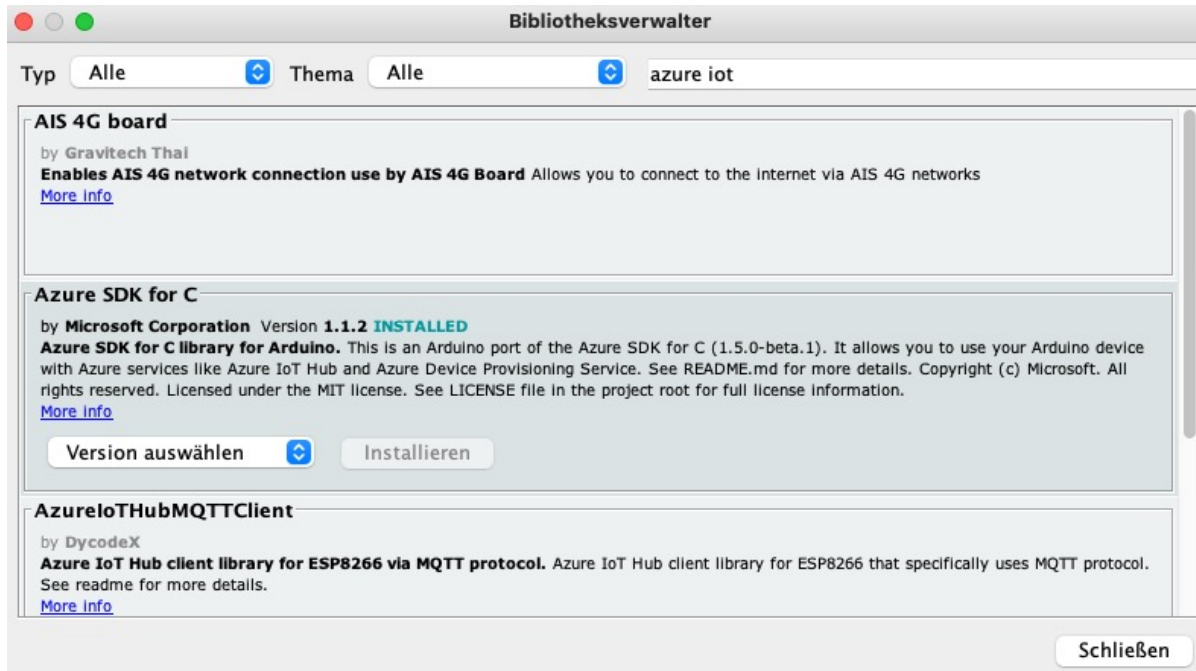 Bibliotheksverwalter
Typ Alle Thema Alle azure iot
AIS 4G board
by Gravitech Thai
Enables AIS 4G network connection use by AIS 4G Board Allows you to connect to the internet via AIS 4G networks
More info
Azure SDK for C
by Microsoft Corporation Version 1.1.2 INSTALLED
Azure SDK for C library for Arduino. This is an Arduino port of the Azure SDK for C (1.5.0-beta.1). It allows you to use your Arduino device
with Azure services like Azure IoT Hub and Azure Device Provisioning Service. See README.md for more details. Copyright (c) Microsoft. All
rights reserved. Licensed under the MIT license. See LICENSE file in the project root for full license information.
More info
Version auswählen Installieren
AzureIoTHubMQTTClient
by DycodeX
Azure IoT Hub client library for ESP8266 via MQTT protocol. Azure IoT Hub client library for ESP8266 that specifically uses MQTT protocol.
See readme for more details.
More info
Schließen